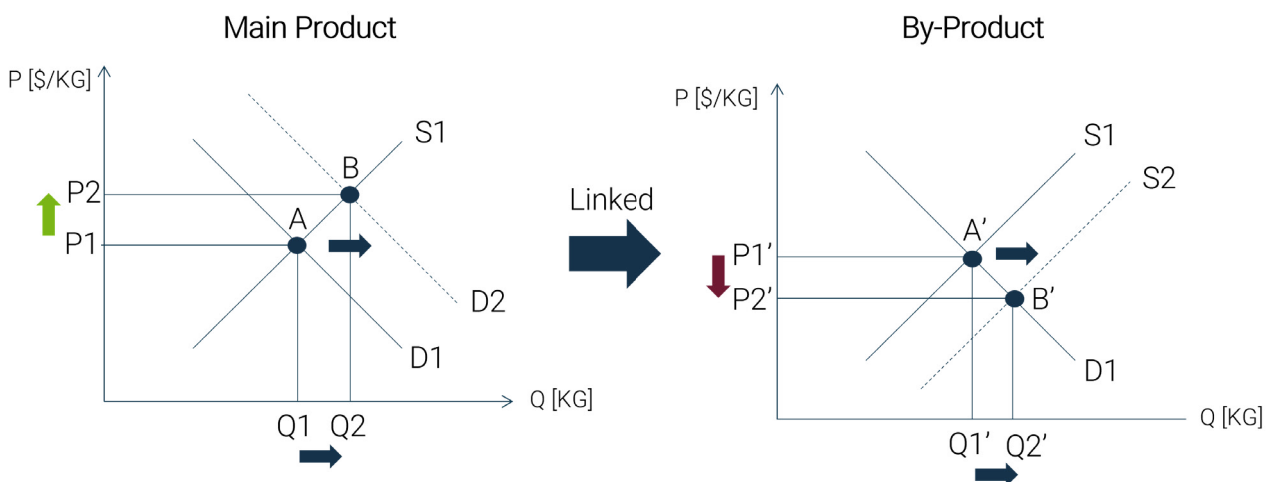 Main Product
P [$/KG]
S1
B
P2
A
P1
D2
D1
Q [KG]
Q1 Q2
Linked
By-Product
P [$/KG]
S1
S2
A’
P1’
P2’
B’
D1
Q [KG]
Q1’ Q2’